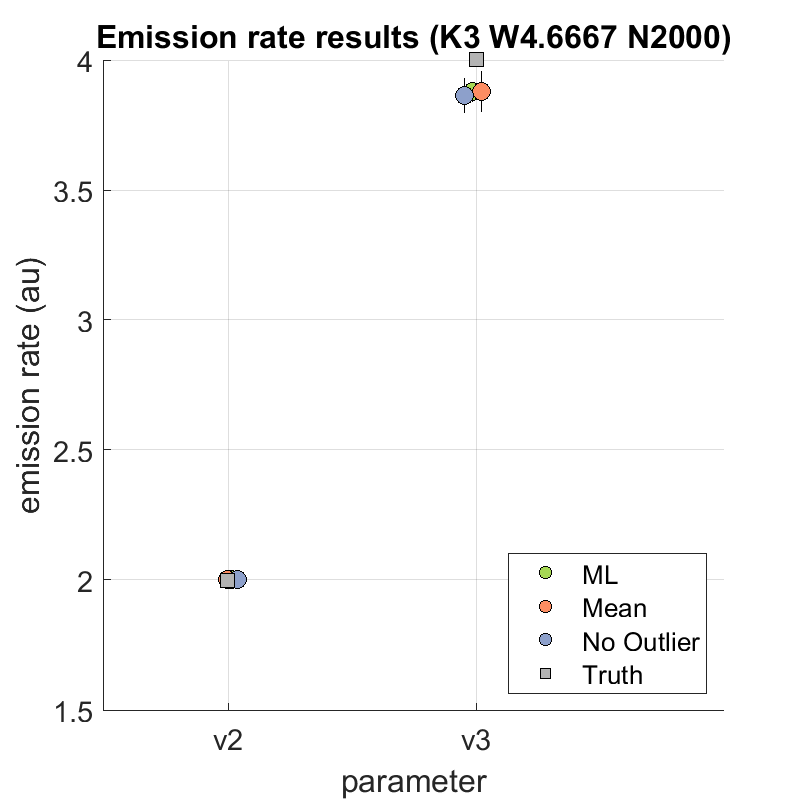 Emission rate results (K3 W4.6667 N2000)
4
3.5
3
2.5
2
1.5
emission rate (au)
v2 v3
parameter
ML
Mean
No Outlier
Truth